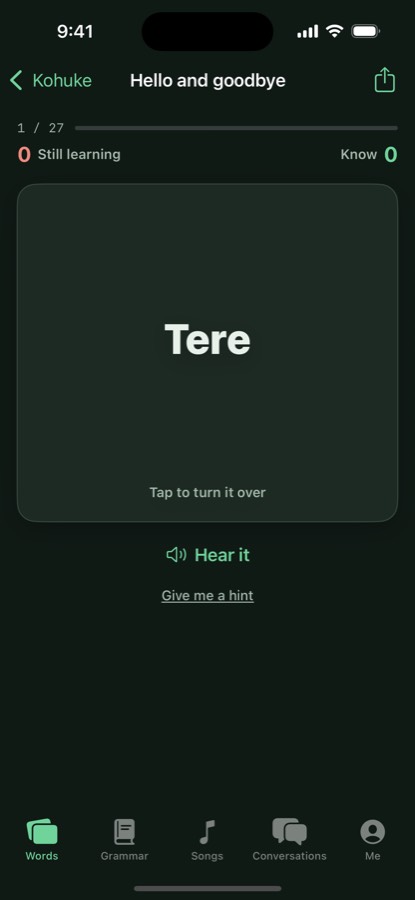 9:41
Kohuke
Hello and goodbye
1 / 27
0 Still learning
Know 0
Tere
Tap to turn it over
Hear it
Give me a hint
Words
Grammar
Songs
Conversations
Me